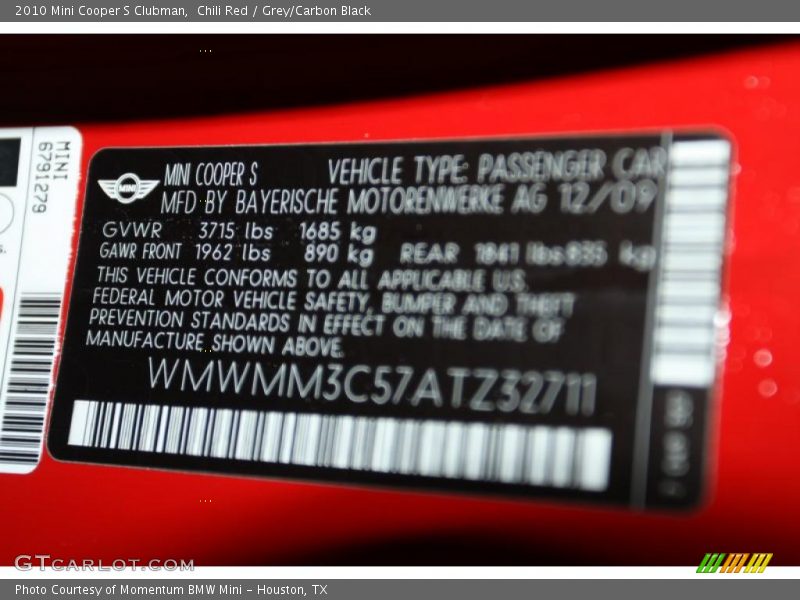 2010 Mini Cooper S Clubman,  Chili Red / Grey/Carbon Black
MINI
6791279
s.
MINI
MINI COOPER S VEHICLE TYPE: PASSENGER CAR
MFD BY BAYERISCHE MOTORENWERKE AG 12/09
GVWR 3715 lbs 1685 kg
GAWR FRONT 1962 lbs 890 kg REAR 1841 lbs 835 kg
THIS VEHICLE CONFORMS TO ALL APPLICABLE U.S.
FEDERAL MOTOR VEHICLE SAFETY, BUMPER AND THEFT
PREVENTION STANDARDS IN EFFECT ON THE DATE OF
MANUFACTURE SHOWN ABOVE.
WMWMM3C57ATZ32711
GTcarlot.com
Photo Courtesy of Momentum BMW Mini - Houston, TX